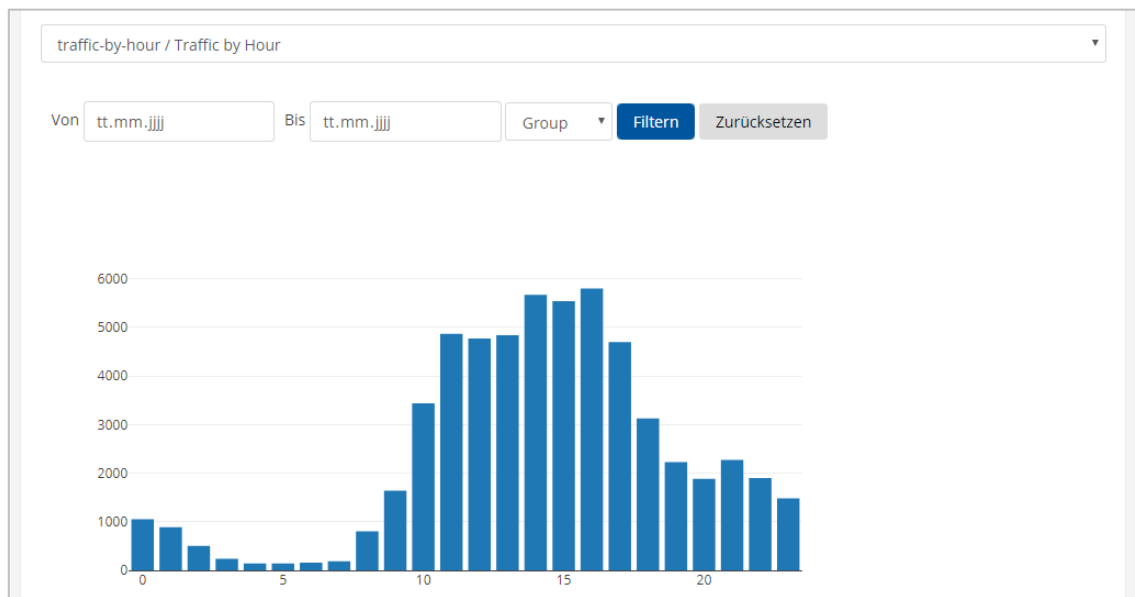 traffic-by-hour / Traffic by Hour
Von tt.mm.jjjj Bis tt.mm.jjjj Group Filtern Zurücksetzen
6000
5000
4000
3000
2000
1000
0
0 5 10 15 20